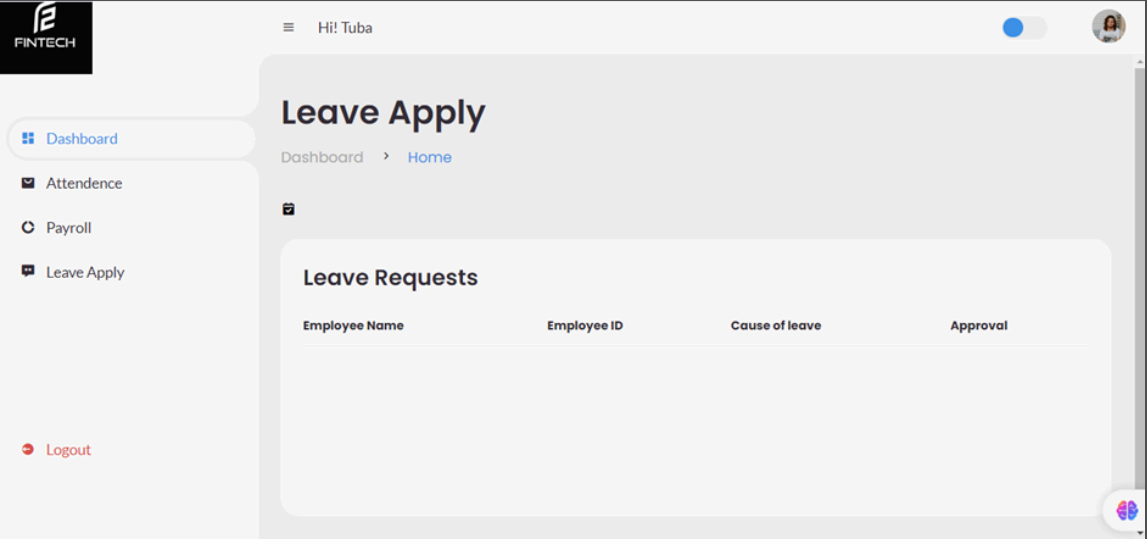 FINTECH
Hi! Tuba
Dashboard
Attendence
Payroll
Leave Apply
Logout
Leave Apply
Dashboard > Home
Leave Requests
Employee Name Employee ID Cause of leave Approval